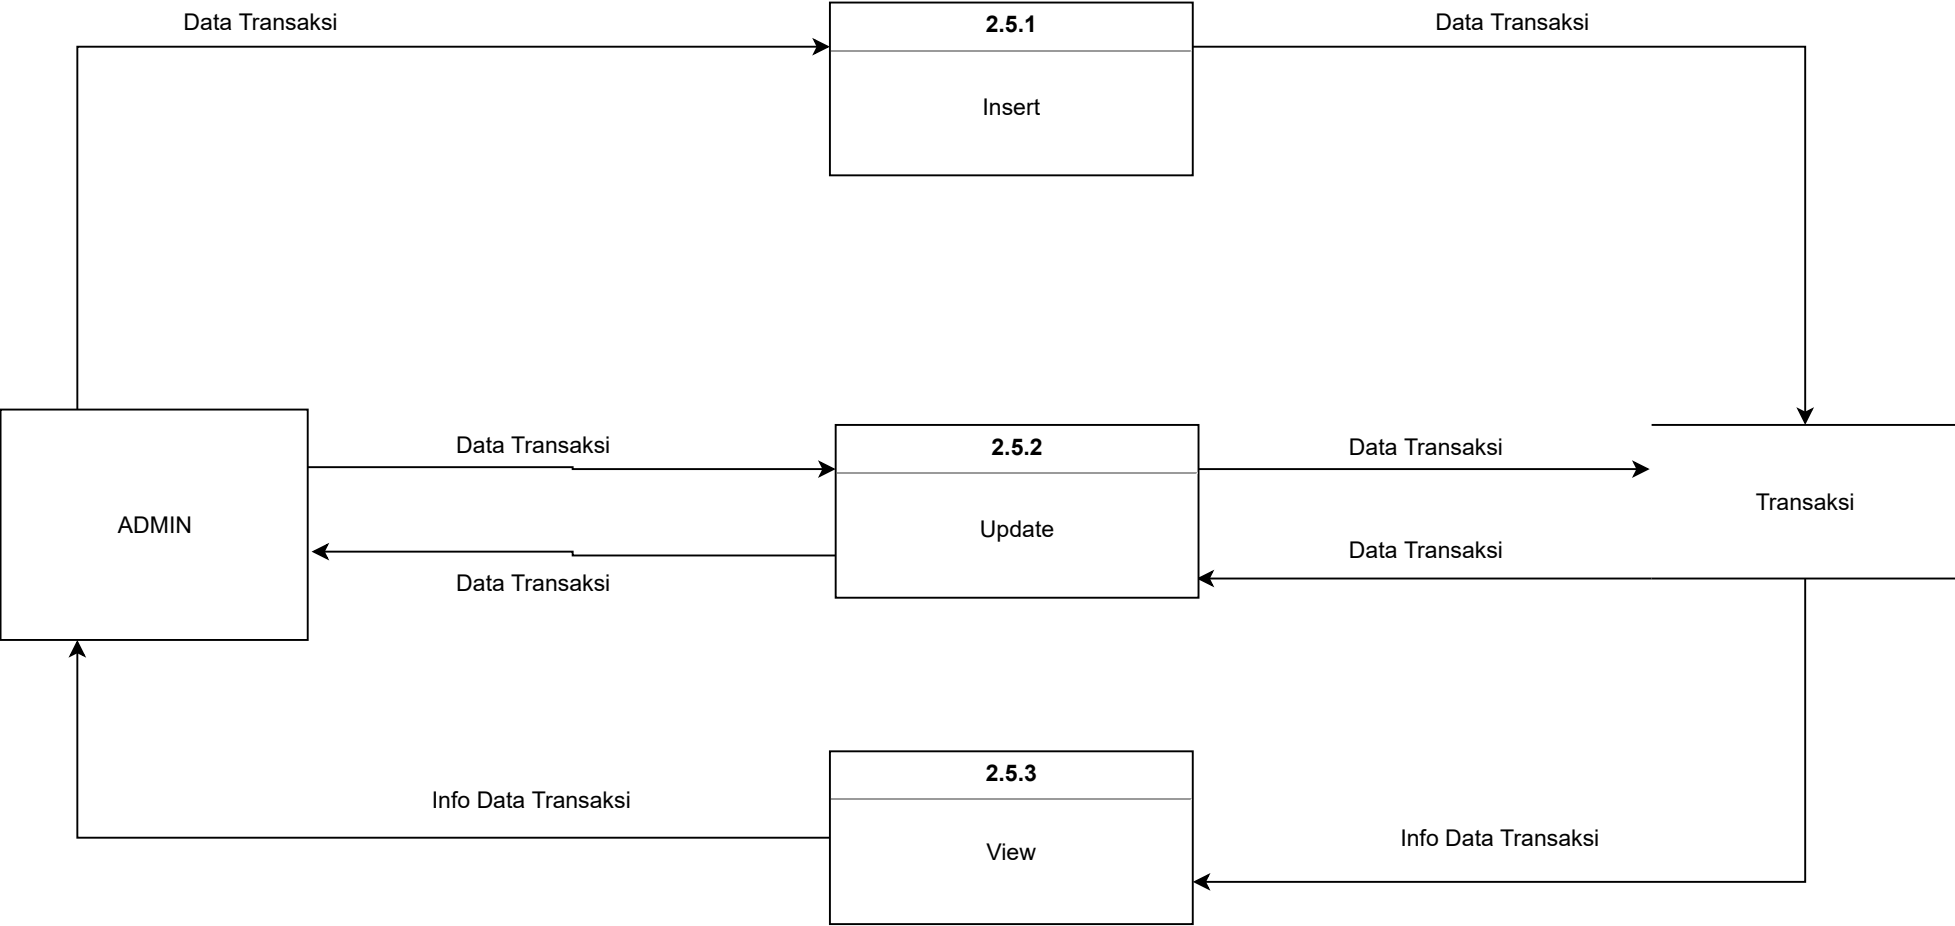 Data Transaksi
2.5.1
Data Transaksi
Insert
Data Transaksi
2.5.2
Data Transaksi
Transaksi
ADMIN
Update
Data Transaksi
Data Transaksi
2.5.3
Info Data Transaksi
View
Info Data Transaksi